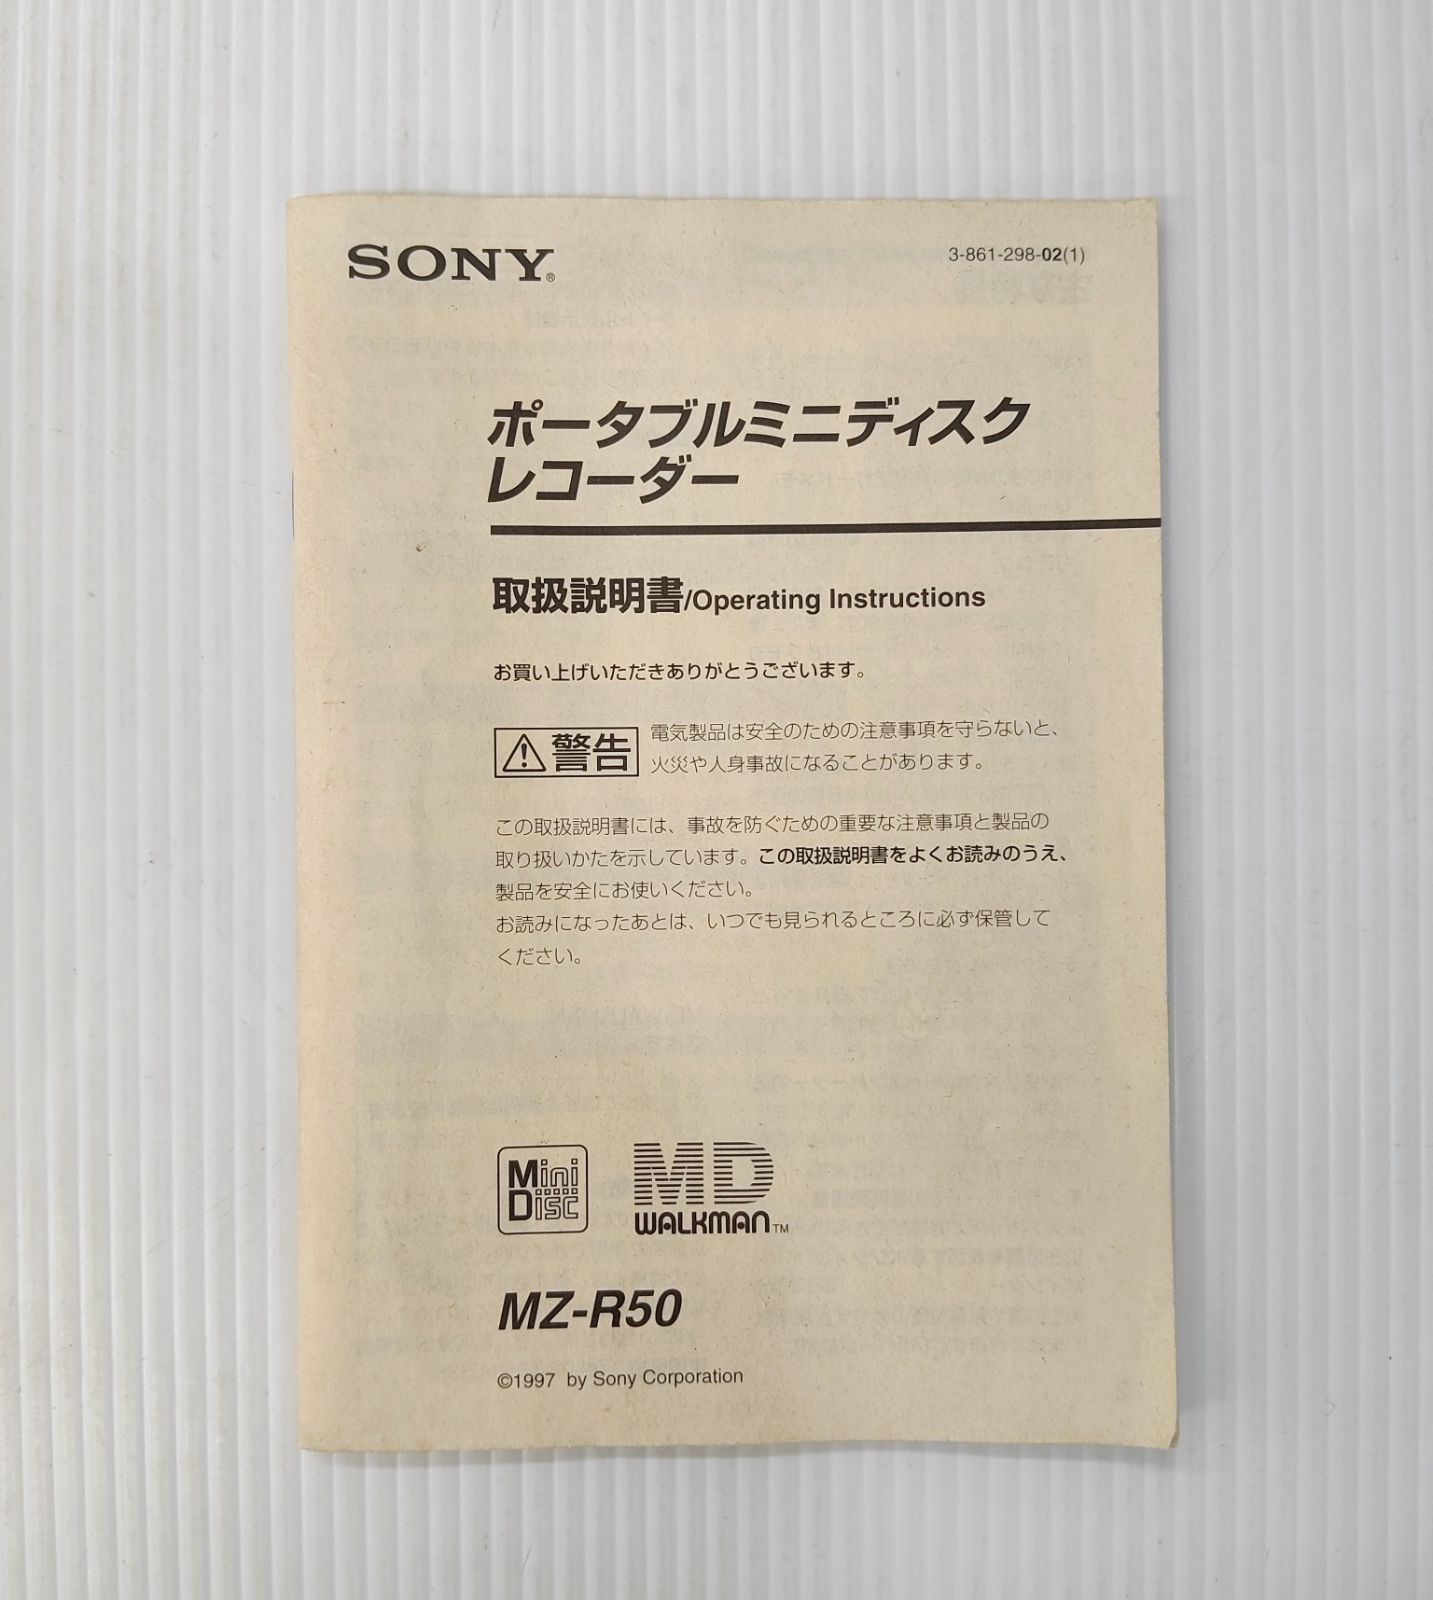 SONY®
3-861-298-02(1)
ポータブルミニディスク
レコーダー
取扱説明書/Operating Instructions
お買い上げいただきありがとうございます。
⚠警告
電気製品は安全のための注意事項を守らないと、
火災や人身事故になることがあります。
この取扱説明書には、事故を防ぐための重要な注意事項と製品の
取り扱いかたを示しています。この取扱説明書をよくお読みのうえ、
製品を安全にお使いください。
お読みになったあとは、いつでも見られるところに必ず保管して
ください。
Mini
Disc
MD
WALKMAN™
MZ-R50
©1997 by Sony Corporation